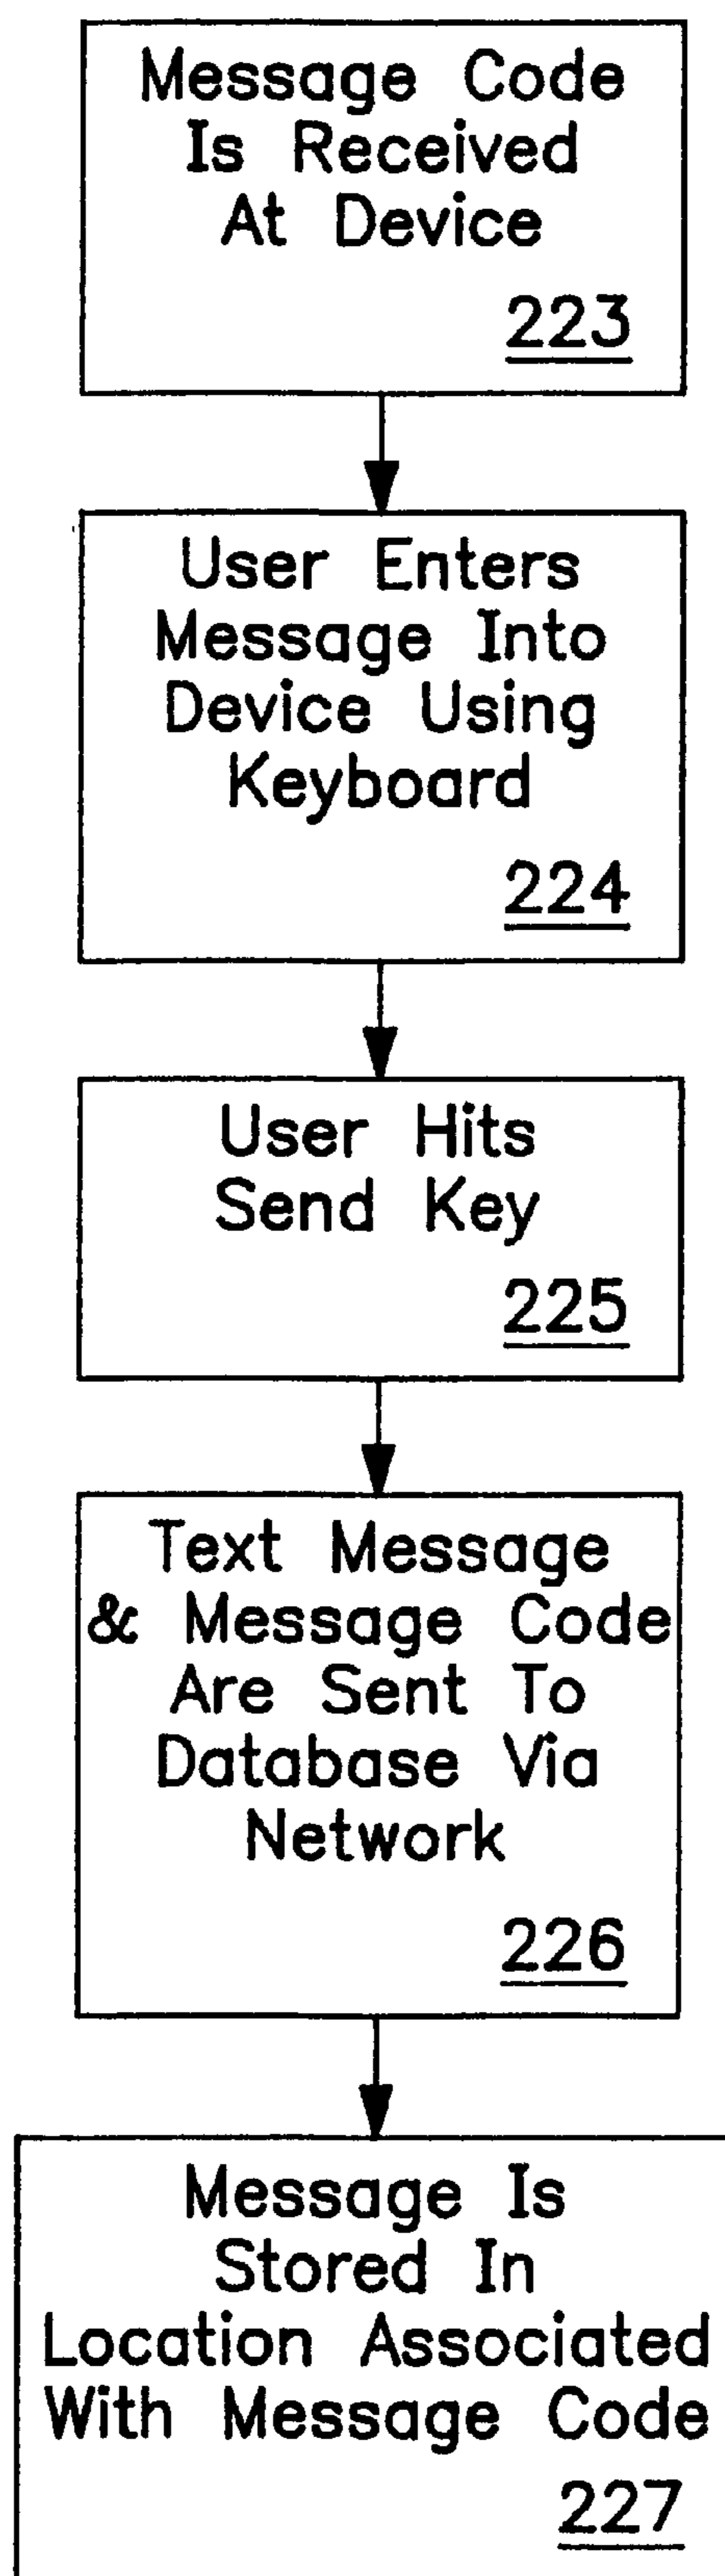 Message Code
Is Received
At Device
223
User Enters
Message Into
Device Using
Keyboard
224
User Hits
Send Key
225
Text Message
& Message Code
Are Sent To
Database Via
Network
226
Message Is
Stored In
Location Associated
With Message Code
227